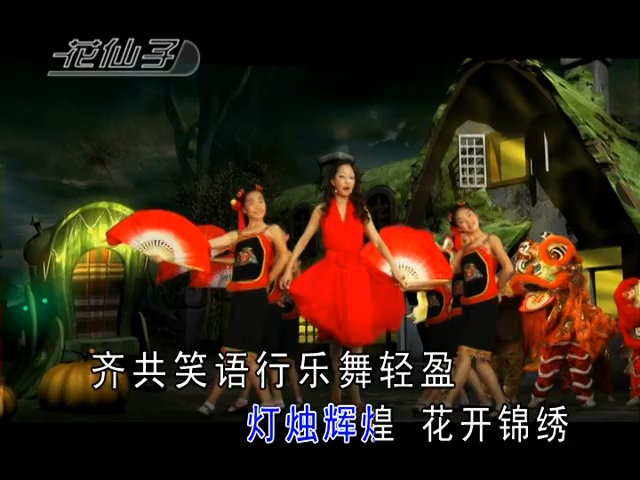 花仙子
齐共笑语行乐舞轻盈
灯烛辉煌 花开锦绣